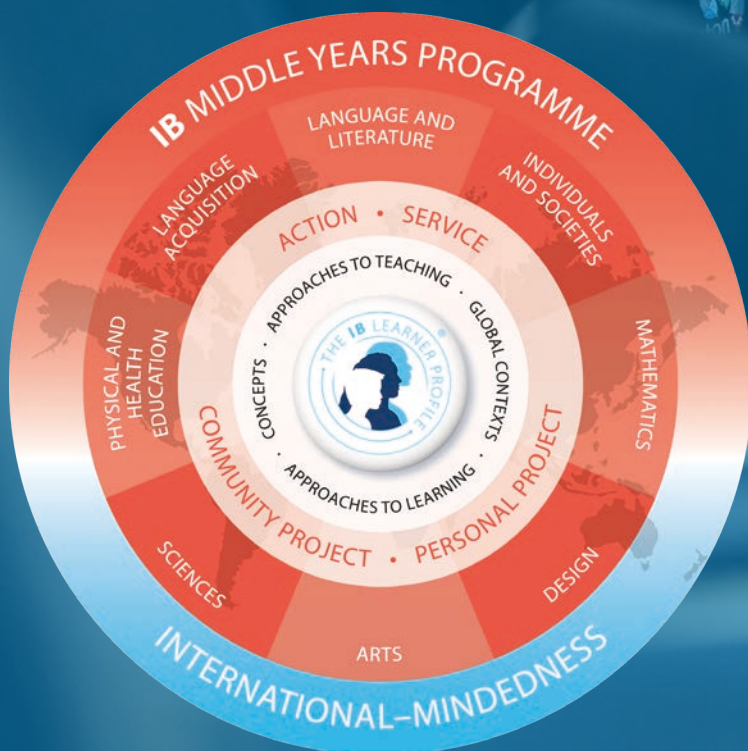 IB MIDDLE YEARS PROGRAMME
LANGUAGE AND
LITERATURE
INDIVIDUALS
AND SOCIETIES
MATHEMATICS
DESIGN
ARTS
SCIENCES
PHYSICAL AND
HEALTH
EDUCATION
LANGUAGE
ACQUISITION
ACTION • SERVICE
COMMUNITY PROJECT • PERSONAL PROJECT
APPROACHES TO TEACHING · GLOBAL CONTEXTS · APPROACHES TO LEARNING · CONCEPTS ·
THE IB LEARNER PROFILE ®
INTERNATIONAL–MINDEDNESS